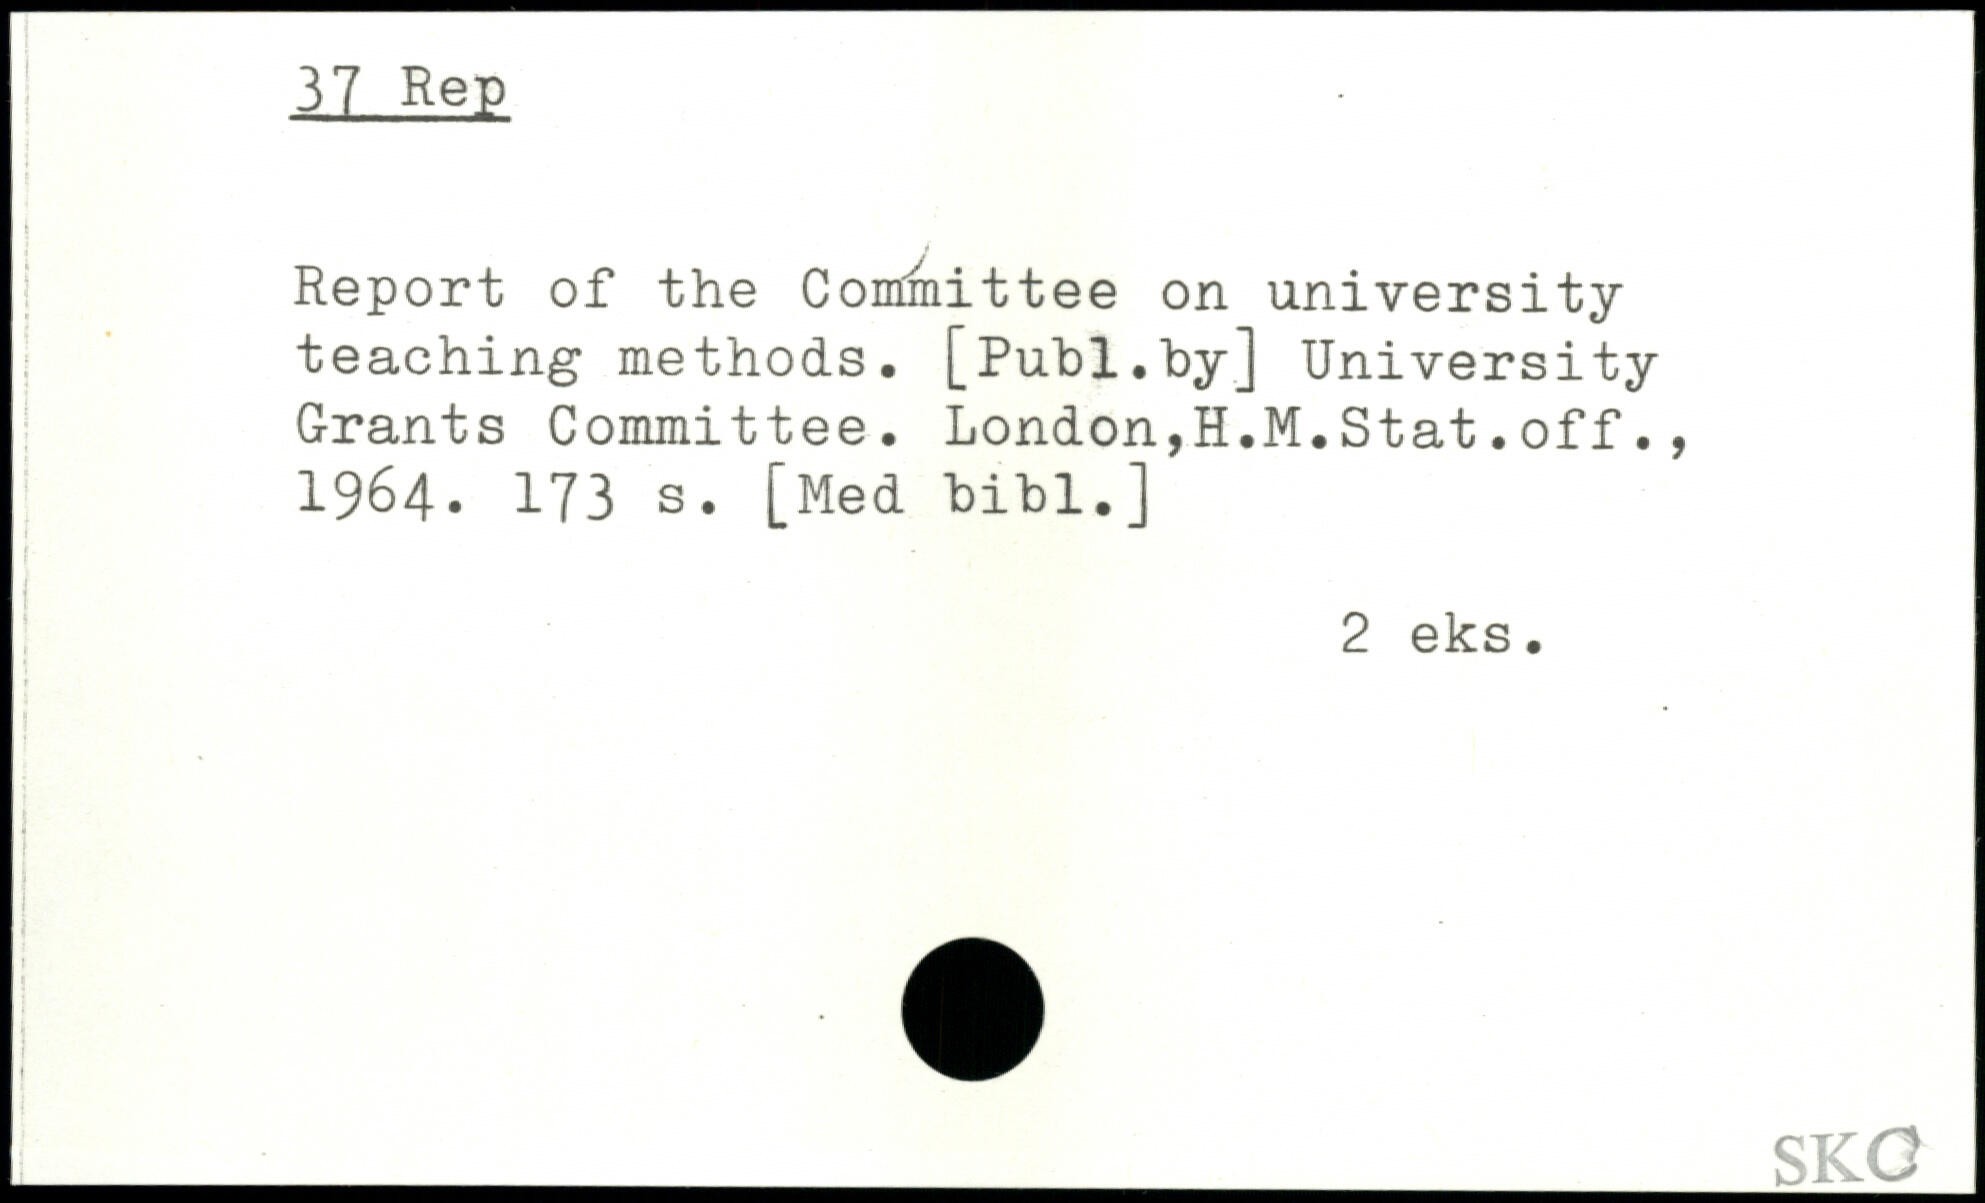 37 Rep
Report of the Committee on university
teaching methods. [Publ.by] University
Grants Committee. London,H.M.Stat.off.,
1964. 173 s. [Med bibl.]
2 eks.
SKC